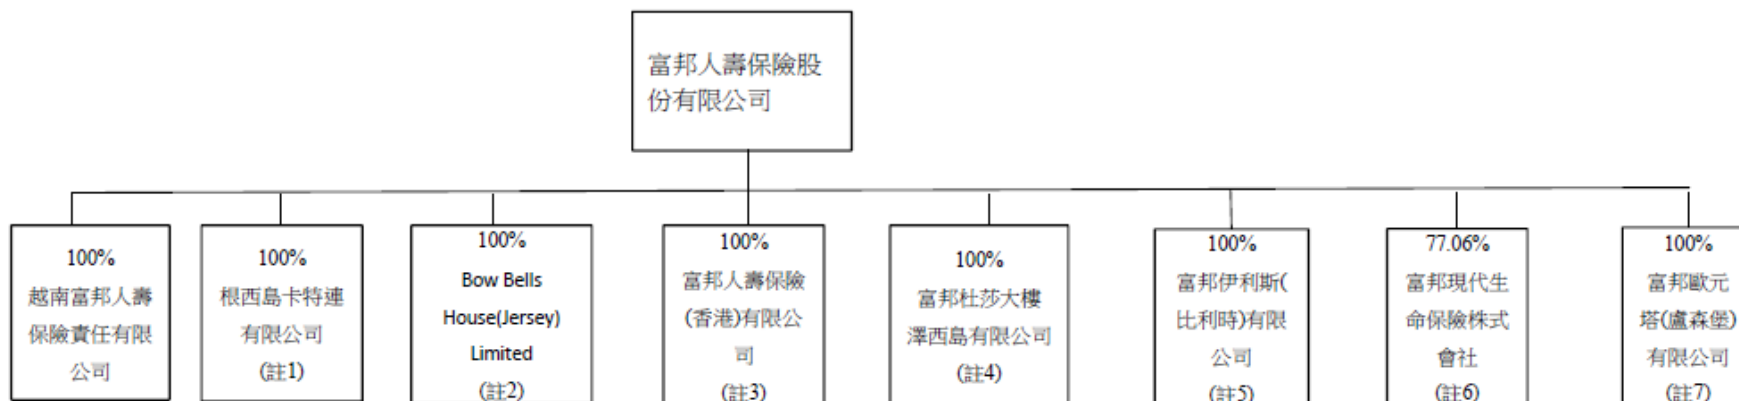 富邦人壽保險股
份有限公司
100%
越南富邦人壽
保險責任有限
公司
100%
根西島卡特連
有限公司
(註1)
100%
Bow Bells
House(Jersey)
Limited
(註2)
100%
富邦人壽保險
(香港)有限公
司
(註3)
100%
富邦杜莎大樓
澤西島有限公司
(註4)
100%
富邦伊利斯(
比利時)有限
公司
(註5)
77.06%
富邦現代生
命保險株式
會社
(註6)
100%
富邦歐元
塔(盧森堡)
有限公司
(註7)